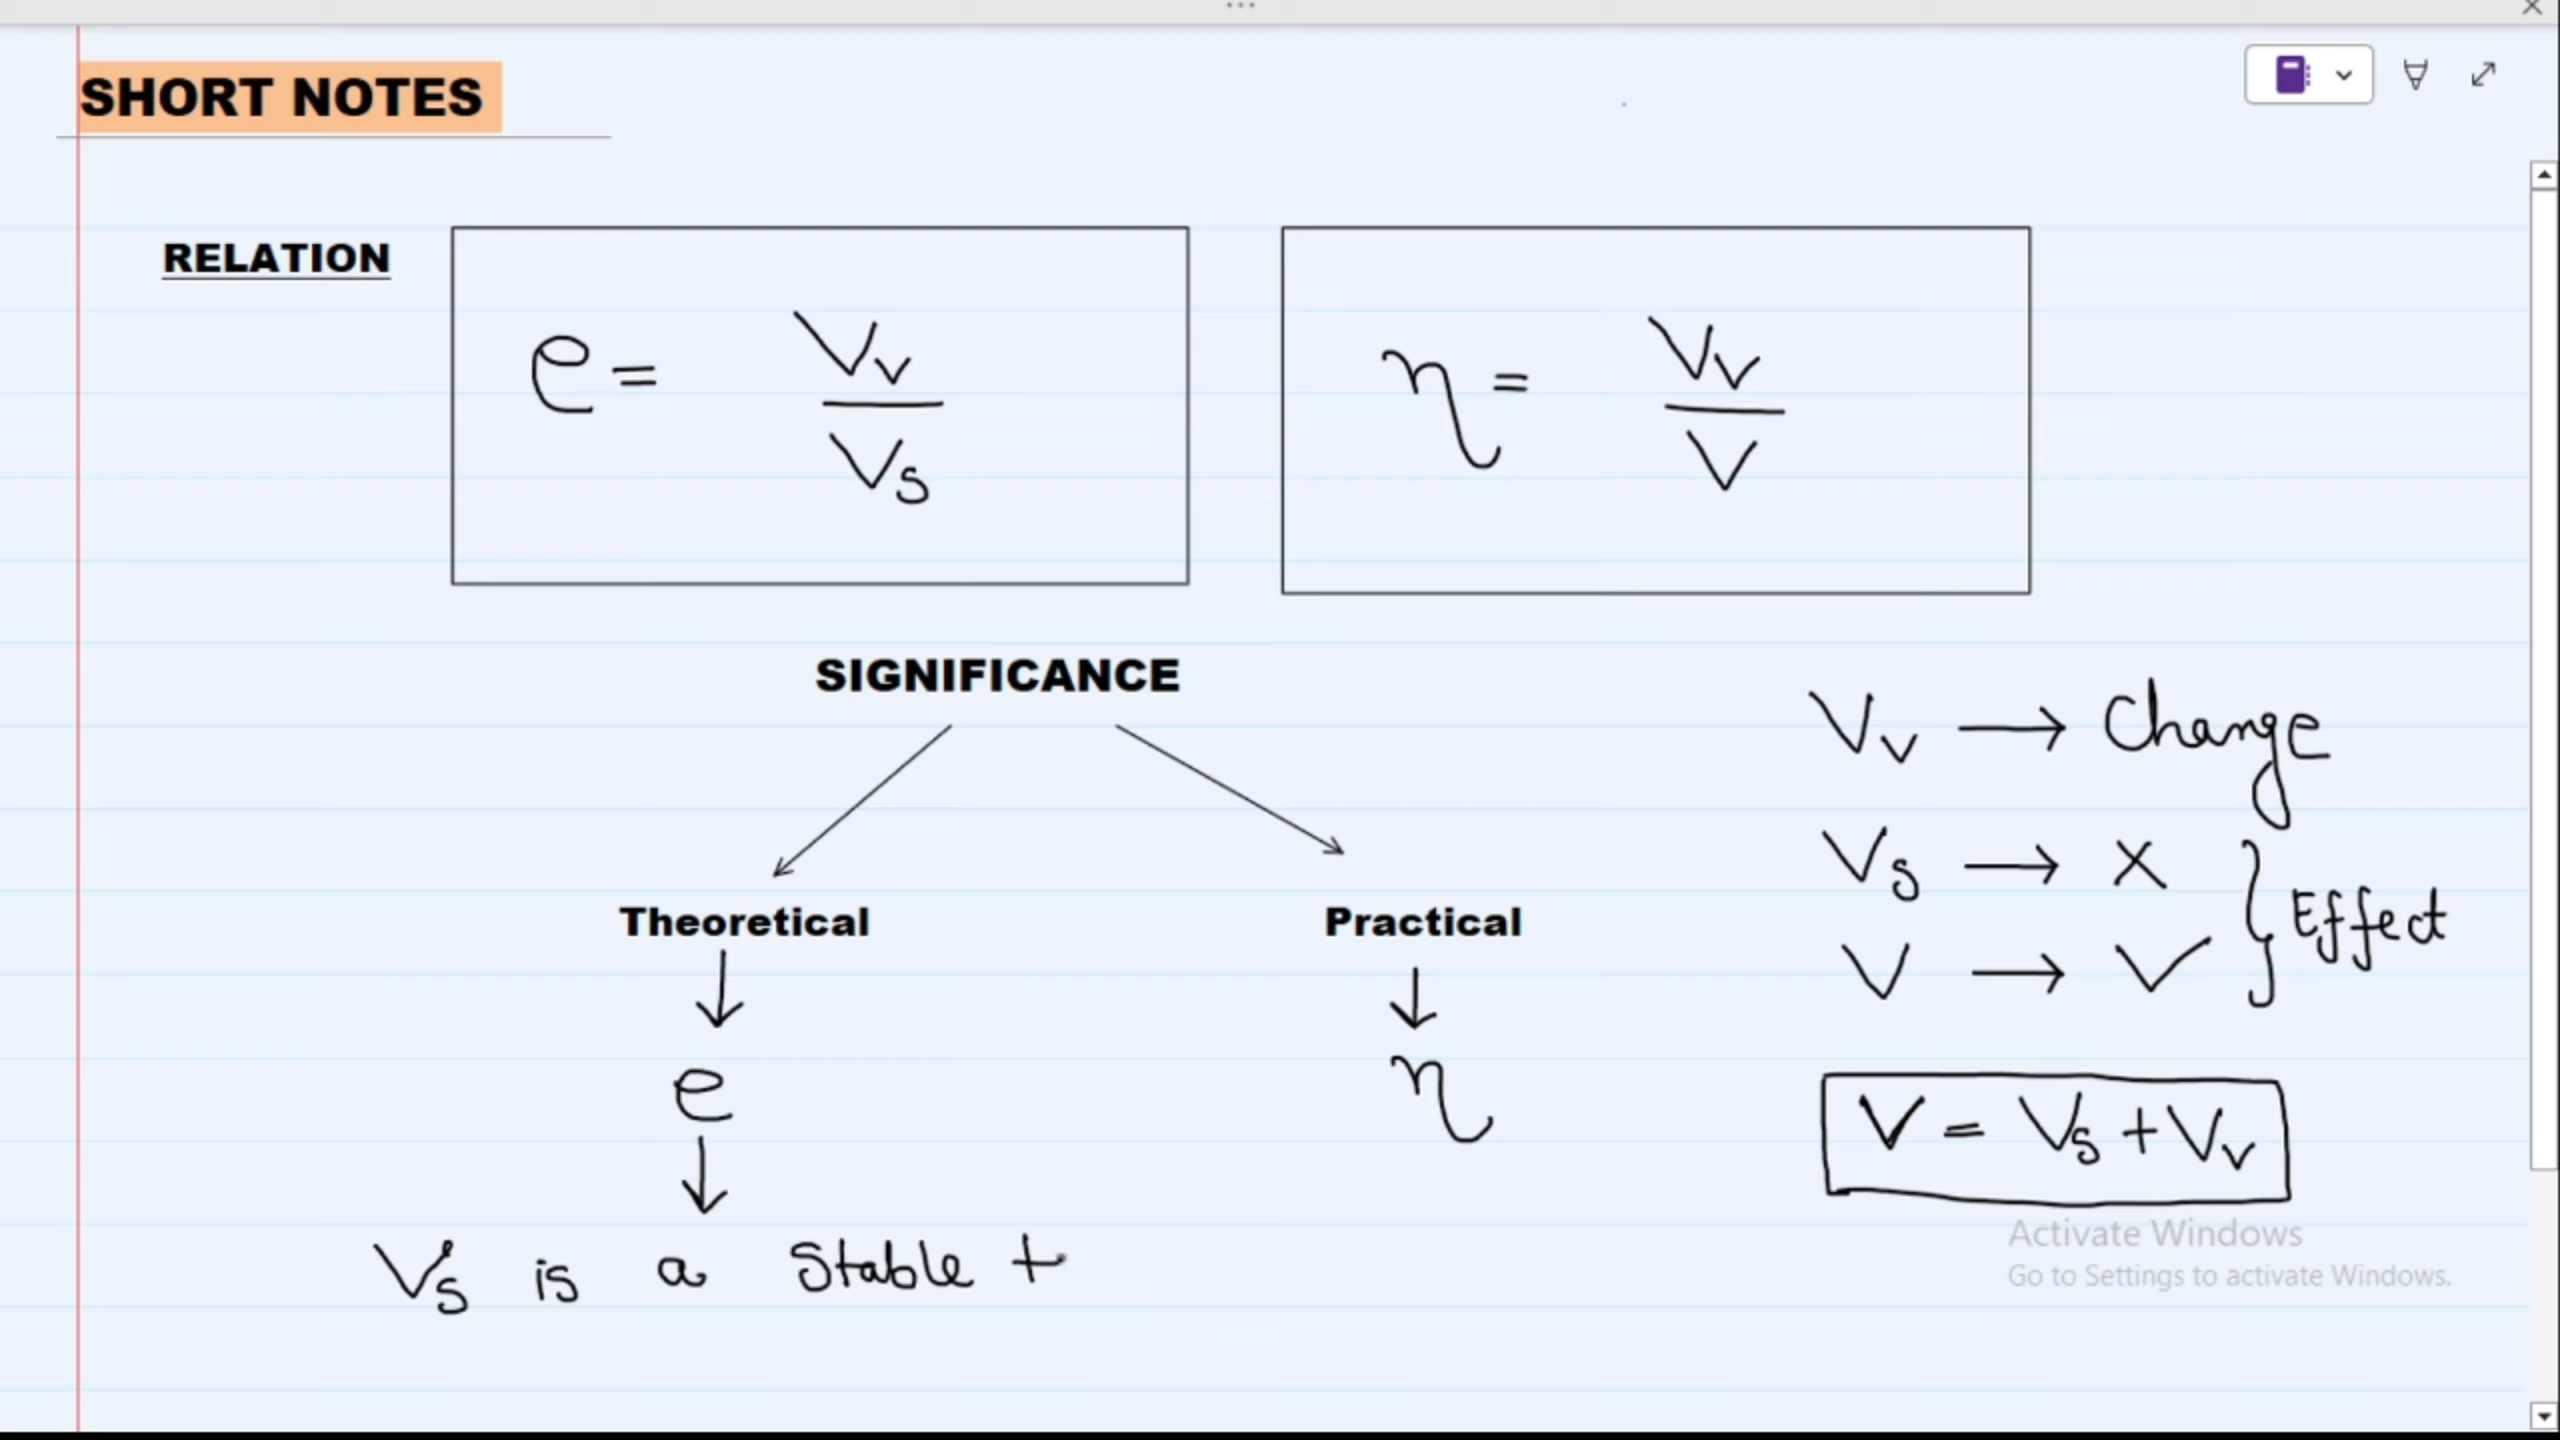 SHORT NOTES
RELATION
e = Vv / Vs
η = Vv / V
SIGNIFICANCE
Vv → Change
Vs → X } Effect
V → ✓
Theoretical
Practical
↓
↓
e
η
V = Vs + Vv
↓
Vs is a Stable t
Activate Windows
Go to Settings to activate Windows.